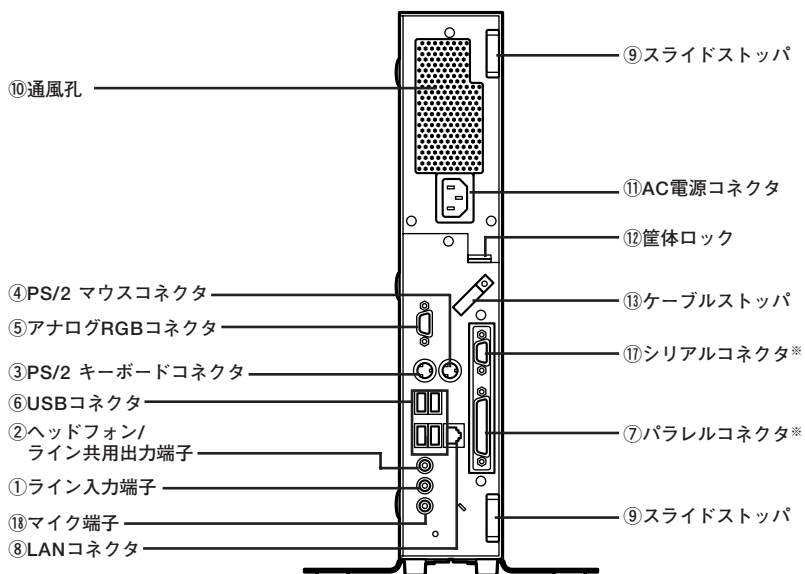 ⑩通風孔
④PS/2 マウスコネクタ
⑤アナログRGBコネクタ
③PS/2 キーボードコネクタ
⑥USBコネクタ
②ヘッドフォン/
ライン共用出力端子
①ライン入力端子
⑱マイク端子
⑧LANコネクタ
⑨スライドストッパ
⑪AC電源コネクタ
⑫筐体ロック
⑬ケーブルストッパ
⑰シリアルコネクタ※
⑦パラレルコネクタ※
⑨スライドストッパ